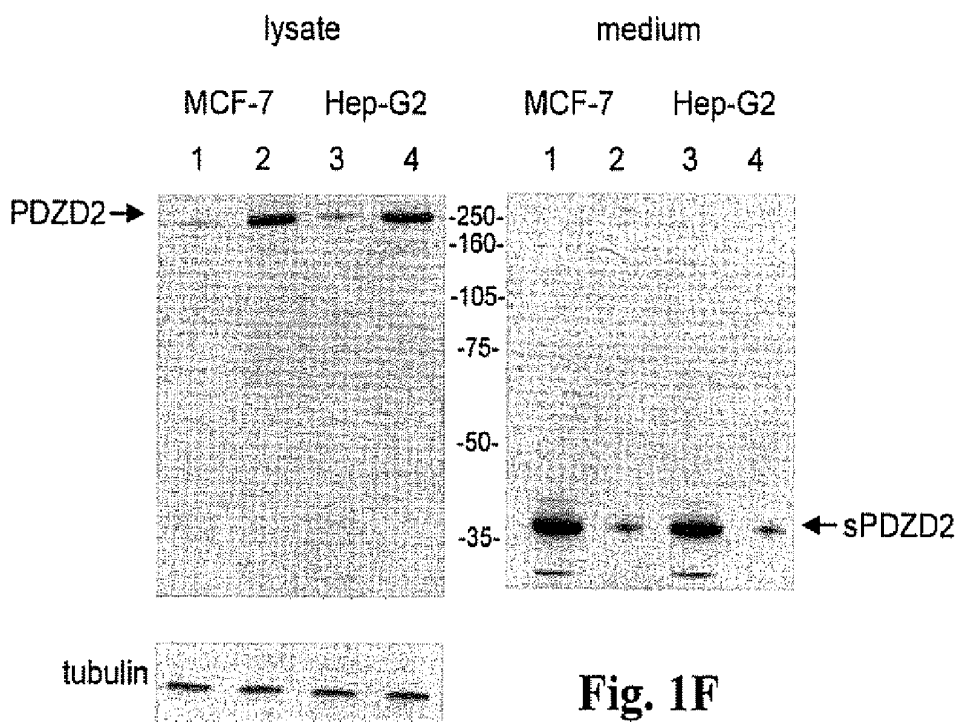 lysate
medium
MCF-7 Hep-G2
MCF-7 Hep-G2
1 2 3 4
1 2 3 4
PDZD2
-250-
-160-
-105-
-75-
-50-
-35-
sPDZD2
tubulin
Fig. 1F